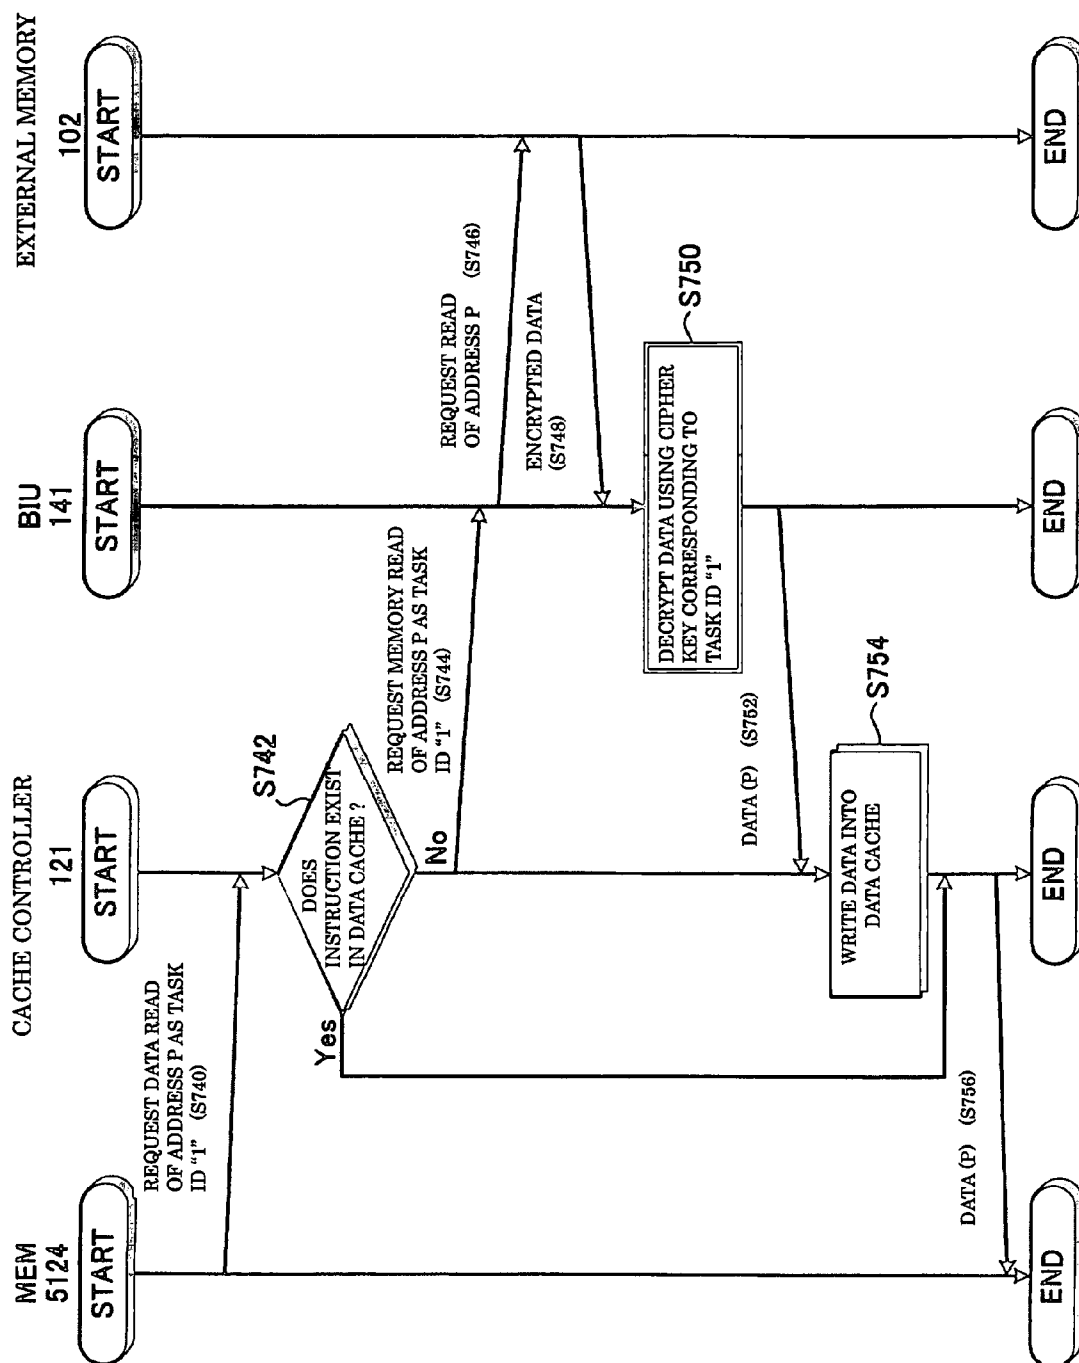 MEM
5124
START
CACHE CONTROLLER
121
START
BIU
141
START
EXTERNAL MEMORY
102
START
REQUEST DATA READ
OF ADDRESS P AS TASK
ID "1" (S740)
DOES
INSTRUCTION EXIST
IN DATA CACHE ?
S742
Yes
No
REQUEST MEMORY READ
OF ADDRESS P AS TASK
ID "1" (S744)
REQUEST READ
OF ADDRESS P (S746)
ENCRYPTED DATA
(S748)
DECRYPT DATA USING CIPHER
KEY CORRESPONDING TO
TASK ID "1"
S750
DATA (P) (S752)
WRITE DATA INTO
DATA CACHE
S754
DATA (P) (S756)
END
END
END
END